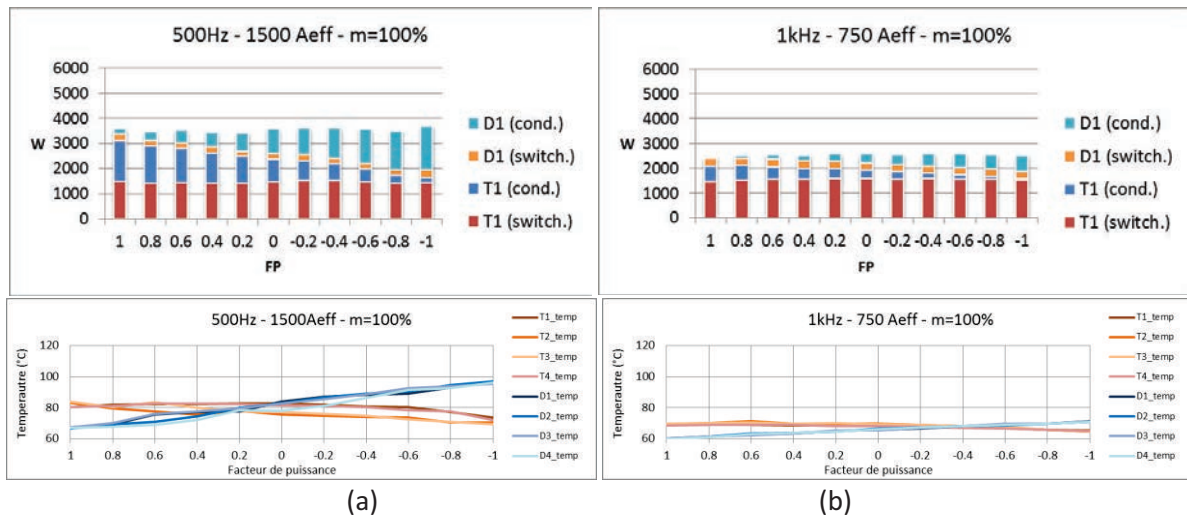 500Hz - 1500 Aeff - m=100%
6000
5000
4000
W 3000
2000
1000
0
1 0.8 0.6 0.4 0.2 0 -0.2 -0.4 -0.6 -0.8 -1
FP
D1 (cond.)
D1 (switch.)
T1 (cond.)
T1 (switch.)
1kHz - 750 Aeff - m=100%
6000
5000
4000
W 3000
2000
1000
0
1 0.8 0.6 0.4 0.2 0 -0.2 -0.4 -0.6 -0.8 -1
FP
D1 (cond.)
D1 (switch.)
T1 (cond.)
T1 (switch.)
500Hz - 1500Aeff - m=100%
Temperautre (°C)
120
100
80
60
1 0.8 0.6 0.4 0.2 0 -0.2 -0.4 -0.6 -0.8 -1
Facteur de puissance
T1_temp
T2_temp
T3_temp
T4_temp
D1_temp
D2_temp
D3_temp
D4_temp
1kHz - 750 Aeff - m=100%
Temperautre (°C)
120
100
80
60
1 0.8 0.6 0.4 0.2 0 -0.2 -0.4 -0.6 -0.8 -1
Facteur de puissance
T1_temp
T2_temp
T3_temp
T4_temp
D1_temp
D2_temp
D3_temp
D4_temp
(a)
(b)